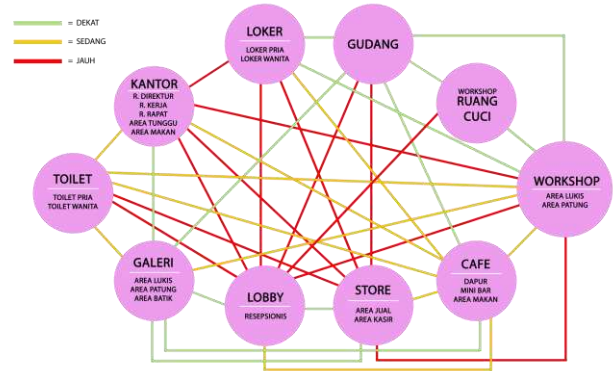 = DEKAT
= SEDANG
= JAUH
LOKER
LOKER PRIA
LOKER WANITA
GUDANG
KANTOR
R. DIREKTUR
R. KERJA
R. RAPAT
AREA TUNGGU
AREA MAKAN
WORKSHOP
RUANG
CUCI
TOILET
TOILET PRIA
TOILET WANITA
WORKSHOP
AREA LUKIS
AREA PATUNG
GALERI
AREA LUKIS
AREA PATUNG
AREA BATIK
LOBBY
RESEPSIONIS
STORE
AREA JUAL
AREA KASIR
CAFE
DAPUR
MINI BAR
AREA MAKAN